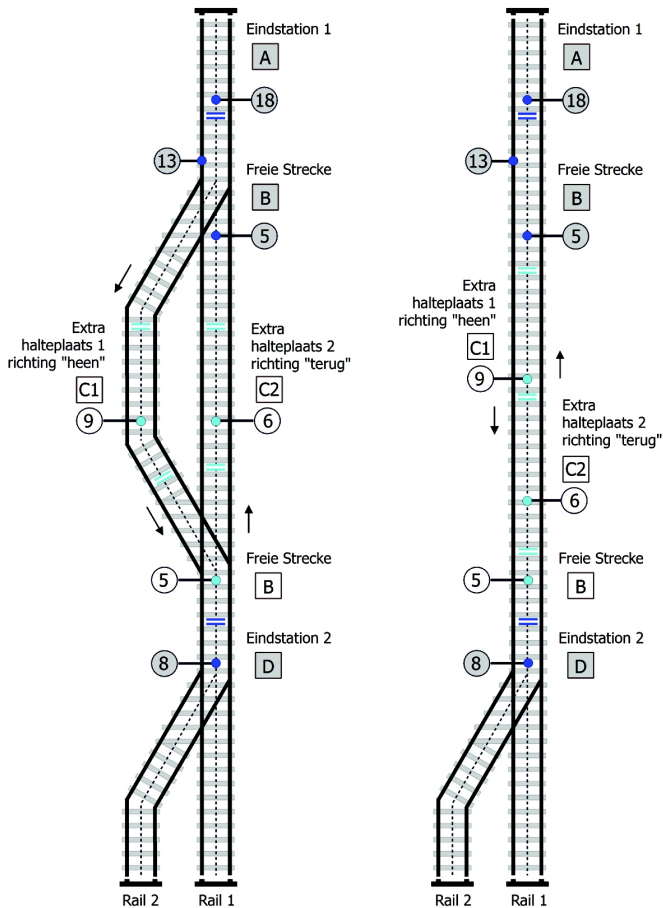 Eindstation 1
A
18
13
Freie Strecke
B
5
Extra
halteplaats 1
richting "heen"
C1
9
Extra
halteplaats 2
richting "terug"
C2
6
Freie Strecke
5
B
Eindstation 2
8
D
Rail 2
Rail 1
Eindstation 1
A
18
13
Freie Strecke
B
5
Extra
halteplaats 1
richting "heen"
C1
9
Extra
halteplaats 2
richting "terug"
C2
6
Freie Strecke
5
B
Eindstation 2
8
D
Rail 2
Rail 1